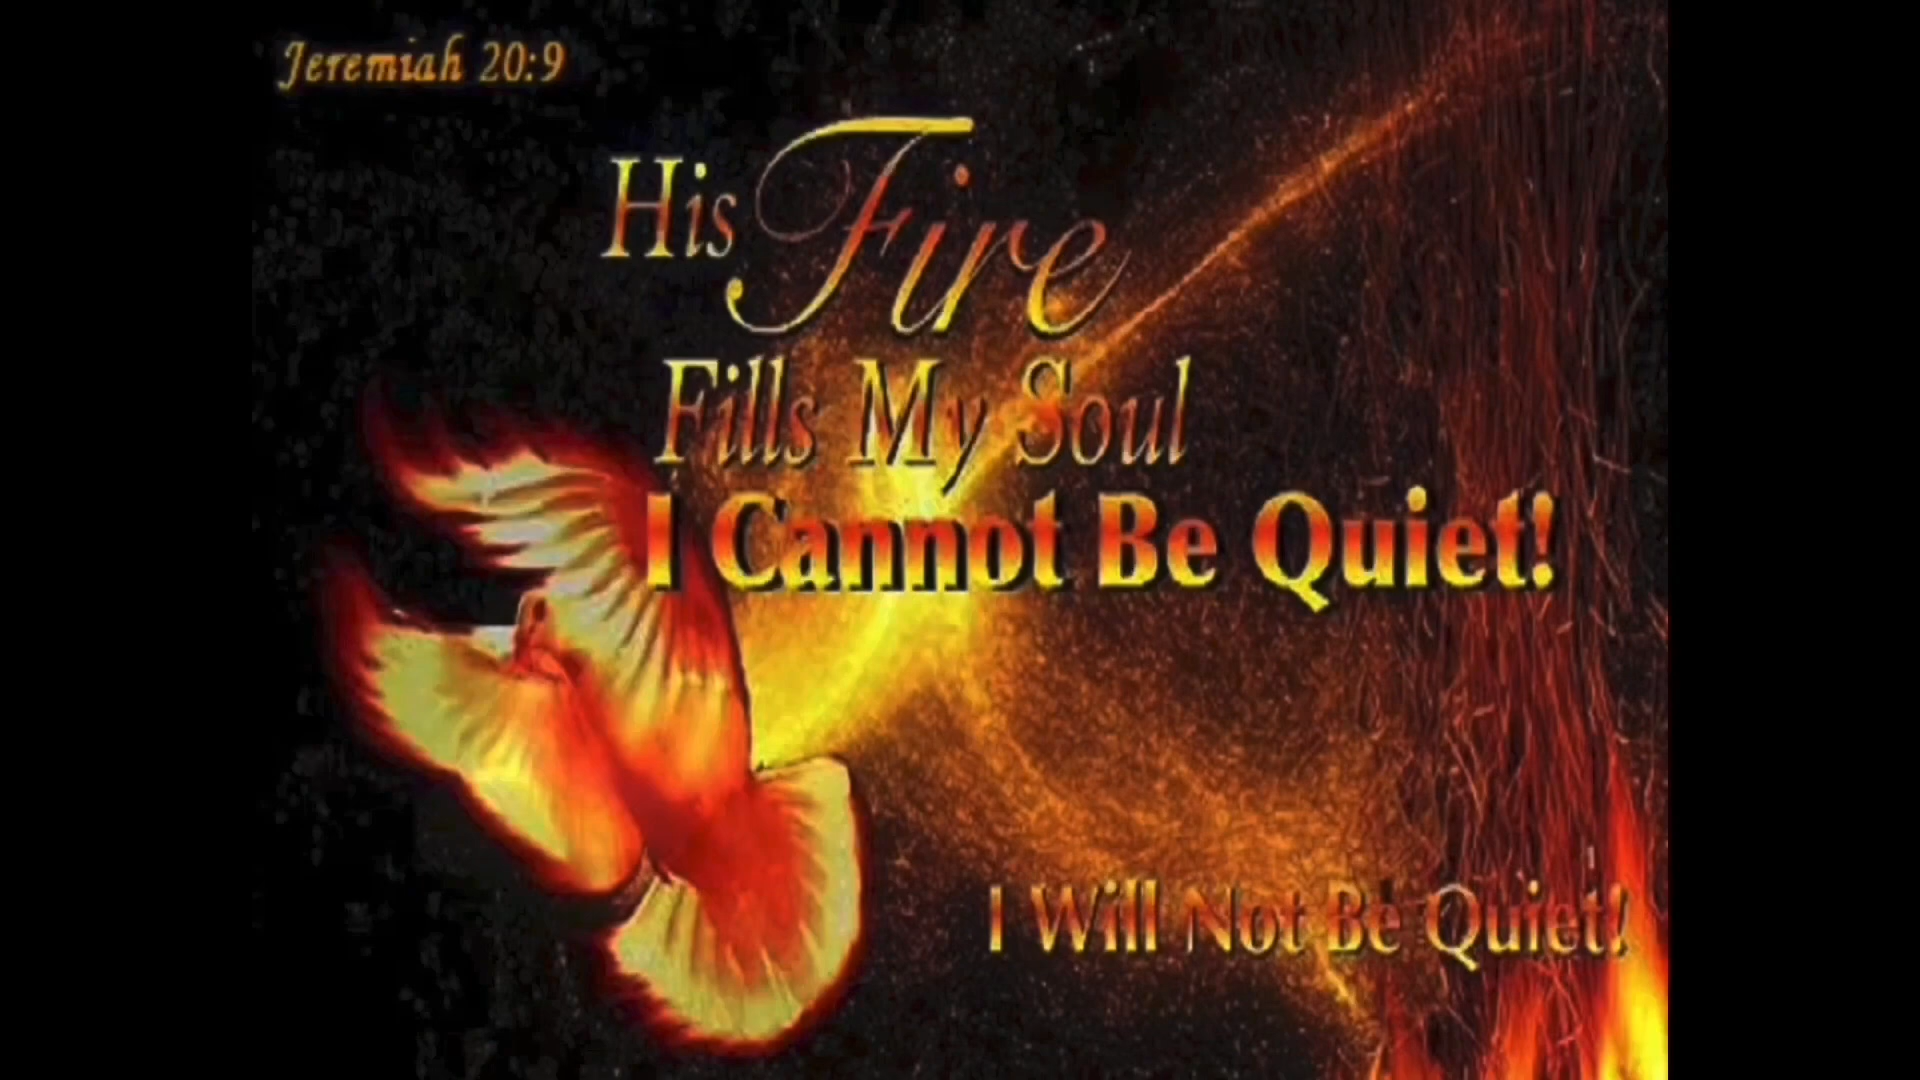 Jeremiah 20:9
His Fire
Fills My Soul
I Cannot Be Quiet!
I Will Not Be Quiet!